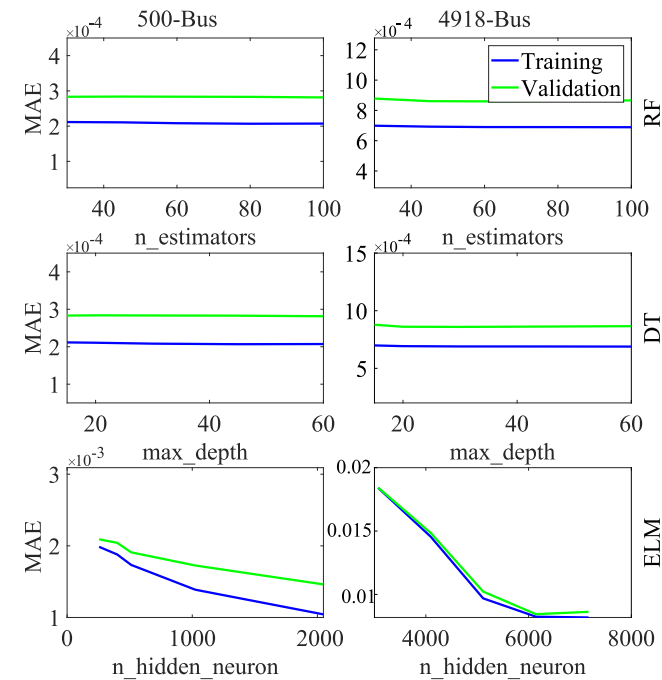 500-Bus
4918-Bus
×10-4
4
3
2
1
MAE
40
60
80
100
n_estimators
×10-4
12
10
8
6
4
Training
Validation
RF
40
60
80
100
n_estimators
×10-4
4
3
2
1
MAE
20
40
60
max_depth
×10-4
15
10
5
DT
20
40
60
max_depth
×10-3
3
2
1
MAE
0
1000
2000
n_hidden_neuron
0.02
0.015
0.01
ELM
4000
6000
8000
n_hidden_neuron